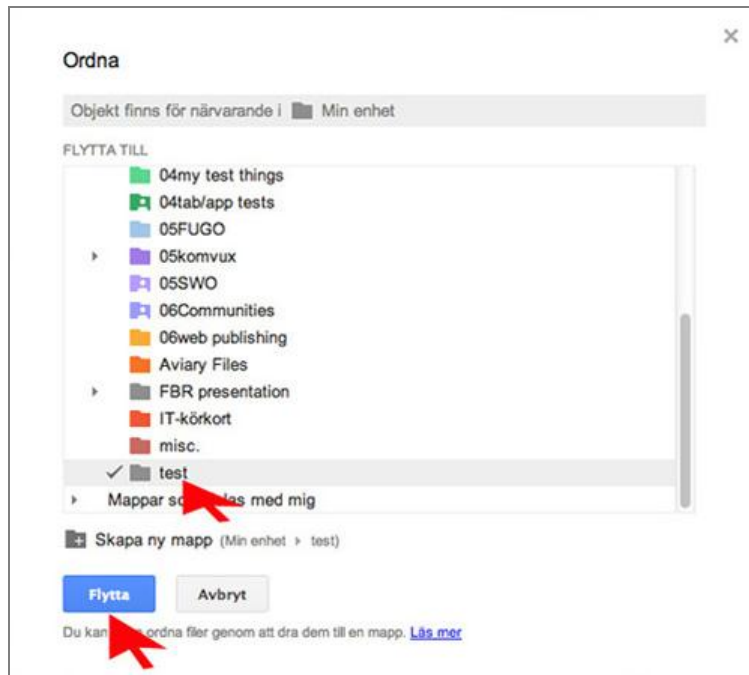 Ordna
Objekt finns för närvarande i Min enhet
FLYTTA TILL
04my test things
04tab/app tests
05FUGO
05komvux
05SWO
06Communities
06web publishing
Aviary Files
FBR presentation
IT-körkort
misc.
test
Mappar med mig
Skapa ny mapp (Min enhet ▸ test)
Flytta Avbryt
Du kan ordna filer genom att dra dem till en mapp. Läs mer